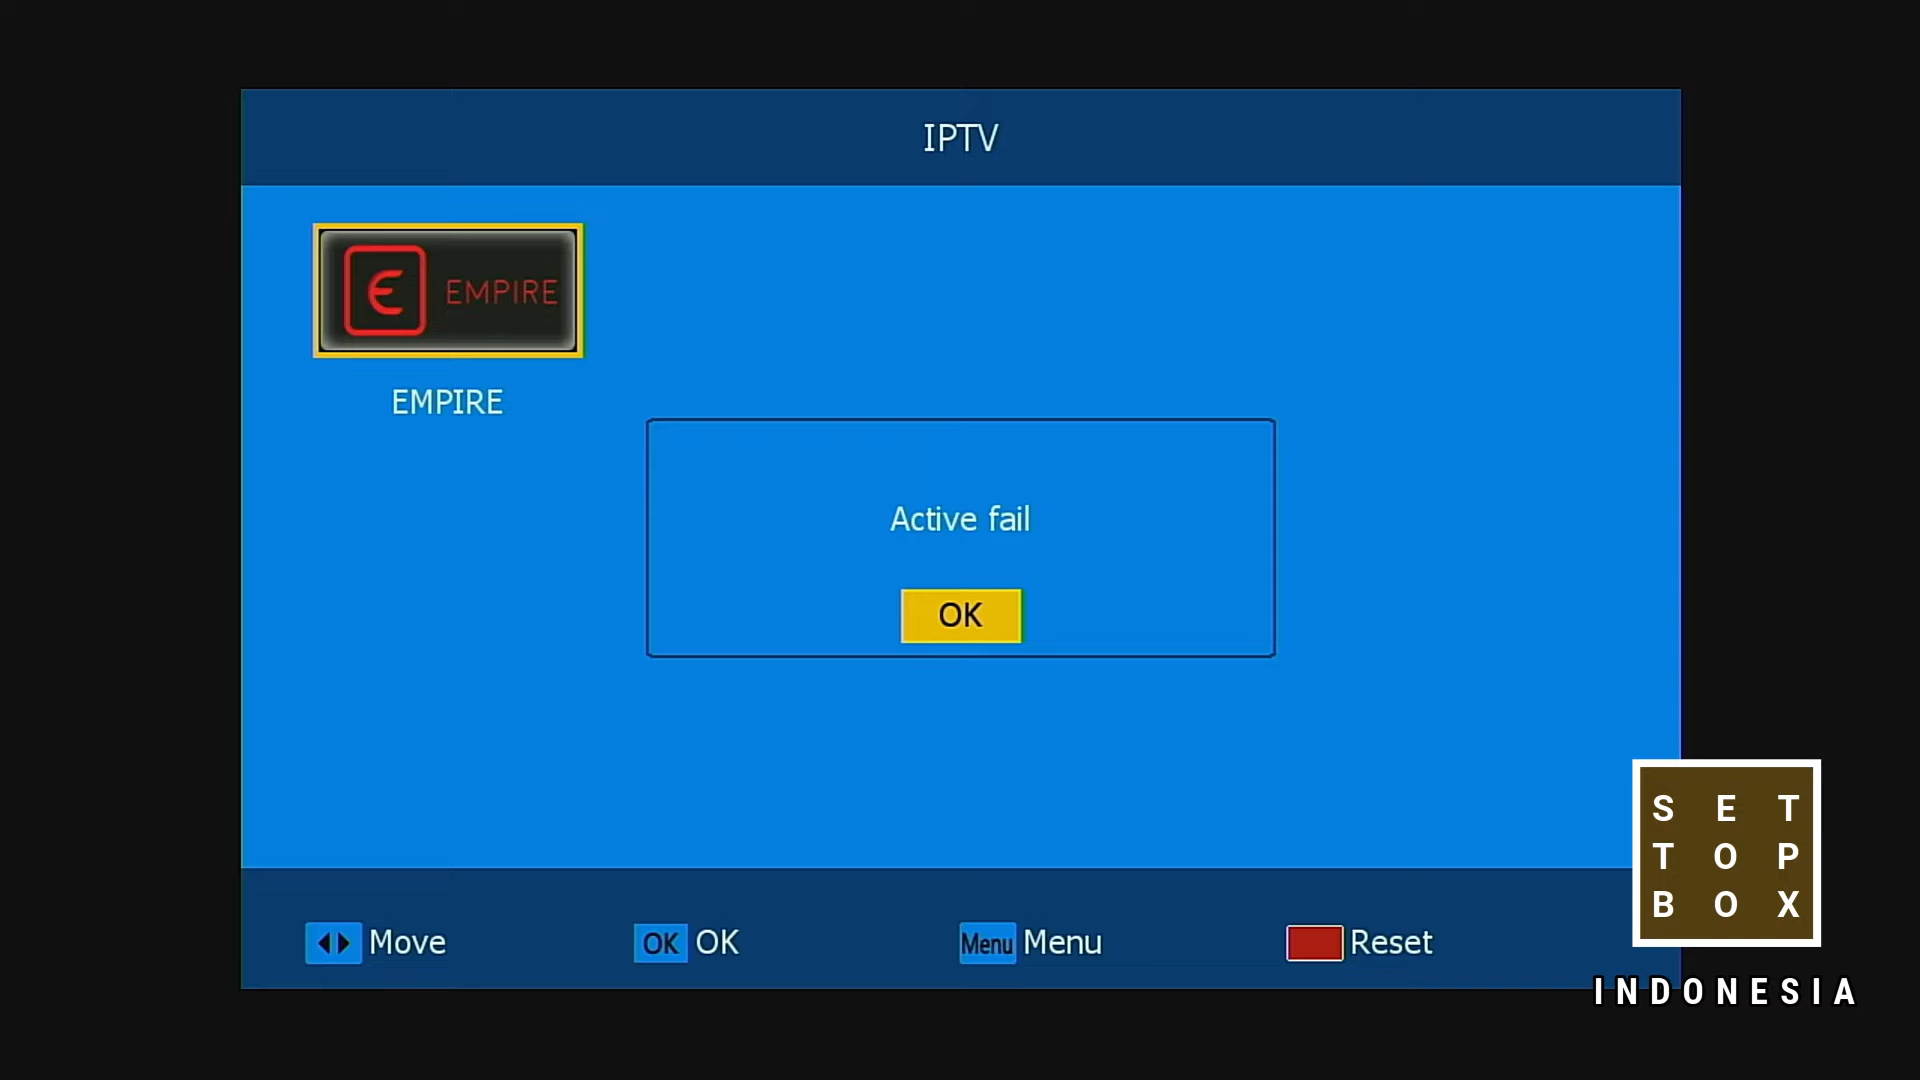 IPTV
Є EMPIRE
EMPIRE
Active fail
OK
Move
OK OK
Menu Menu
Reset
S E T
T O P
B O X
INDONESIA